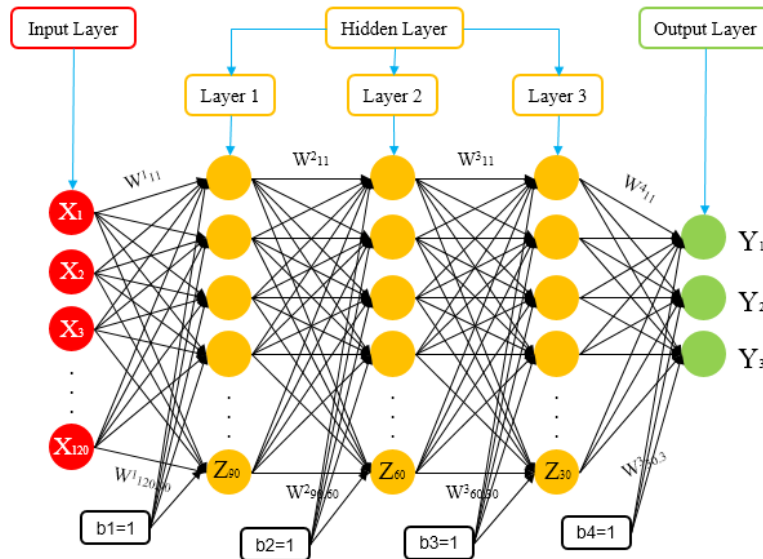 Input Layer
Hidden Layer
Output Layer
Layer 1
Layer 2
Layer 3
W¹₁₁
W²₁₁
W³₁₁
W⁴₁₁
X₁
X₂
X₃
X₁₂₀
Y₁
Y₂
Y₃
Z₉₀
Z₆₀
Z₃₀
W¹₁₂₀.₉₀
W²₉₀.₆₀
W³₆₀.₃₀
b1=1
b2=1
b3=1
b4=1